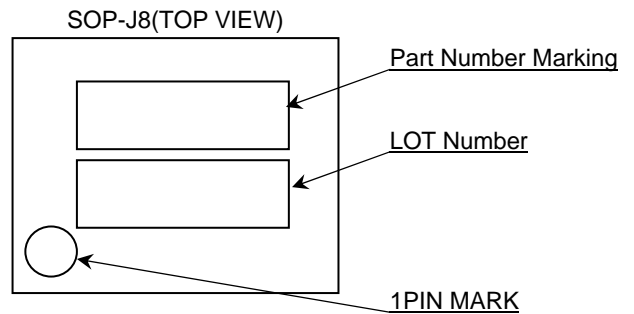 SOP-J8(TOP VIEW)
Part Number Marking
LOT Number
1PIN MARK